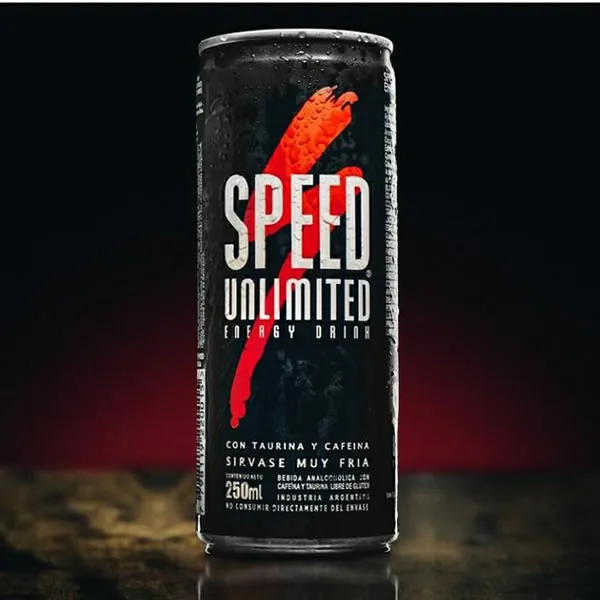 SPEED
UNLIMITED
ENERGY DRINK
CON TAURINA Y CAFEINA
SIRVASE MUY FRIA
CONTENIDO NETO
250ml
BEBIDA ANALCOHOLICA CON
CAFEINA Y TAURINA LIBRE DE GLUTEN
INDUSTRIA ARGENTINA
NO CONSUMIR DIRECTAMENTE DEL ENVASE